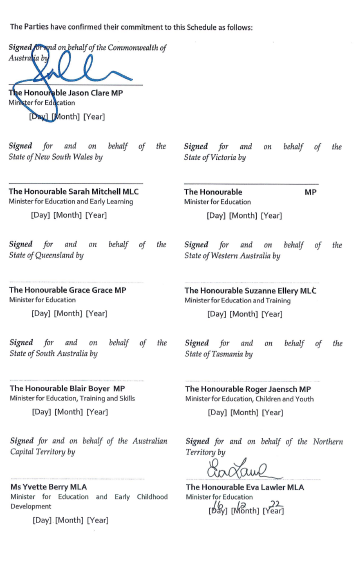 The Parties have confirmed their commitment to this Schedule as follows:
Signed for and on behalf of the Commonwealth of
Australia by
The Honourable Jason Clare MP
Minister for Education
[Day] [Month] [Year]
Signed for and on behalf of the
State of New South Wales by
The Honourable Sarah Mitchell MLC
Minister for Education and Early Learning
[Day] [Month] [Year]
Signed for and on behalf of the
State of Victoria by
The Honourable MP
Minister for Education
[Day] [Month] [Year]
Signed for and on behalf of the
State of Queensland by
The Honourable Grace Grace MP
Minister for Education
[Day] [Month] [Year]
Signed for and on behalf of the
State of Western Australia by
The Honourable Suzanne Ellery MLC
Minister for Education and Training
[Day] [Month] [Year]
Signed for and on behalf of the
State of South Australia by
The Honourable Blair Boyer MP
Minister for Education, Training and Skills
[Day] [Month] [Year]
Signed for and on behalf of the
State of Tasmania by
The Honourable Roger Jaensch MP
Minister for Education, Children and Youth
[Day] [Month] [Year]
Signed for and on behalf of the Australian
Capital Territory by
Ms Yvette Berry MLA
Minister for Education and Early Childhood
Development
[Day] [Month] [Year]
Signed for and on behalf of the Northern
Territory by
The Honourable Eva Lawler MLA
Minister for Education
[Day] [Month] [Year]